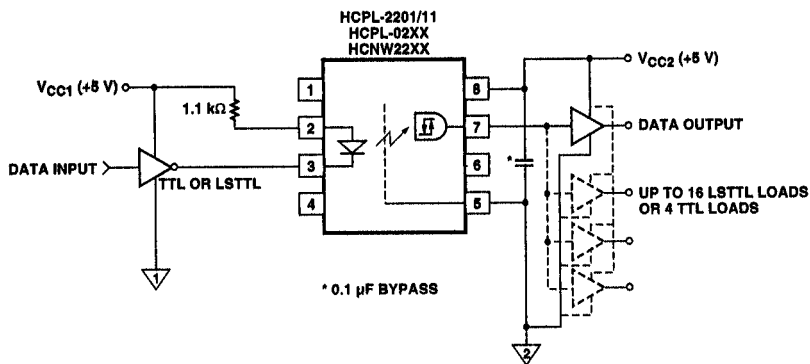 HCPL-2201/11
HCPL-02XX
HCNW22XX
VCC1 (+5 V)
1.1 kΩ
DATA INPUT
TTL OR LSTTL
1
1
2
3
4
8
7
6
5
*
* 0.1 µF BYPASS
VCC2 (+5 V)
DATA OUTPUT
UP TO 16 LSTTL LOADS
OR 4 TTL LOADS
2